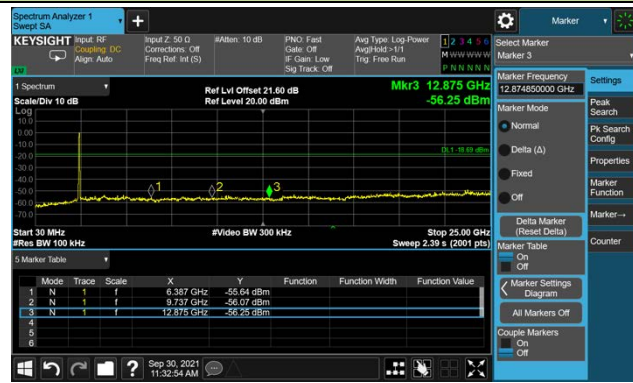 Spectrum Analyzer 1
Swept SA
Marker
KEYSIGHT Input: RF Input Z: 50 Ω #Atten: 10 dB PNO: Fast Avg Type: Log-Power 1 2 3 4 5 6
Coupling: DC Corrections: Off Gate: Off Avg|Hold:>1/1 M W W W W W
Align: Auto Freq Ref: Int (S) IF Gain: Low Trig: Free Run
Sig Track: Off P N N N N N
Select Marker
Marker 3
1 Spectrum
Ref Lvl Offset 21.60 dB
Mkr3 12.875 GHz
Scale/Div 10 dB
Ref Level 20.00 dBm
-56.25 dBm
Log
10.0
0.00
-10.0
-20.0
-30.0
-40.0
-50.0
-60.0
-70.0
DL1 -18.69 dBm
1
2
3
Start 30 MHz #Video BW 300 kHz Stop 25.00 GHz
#Res BW 100 kHz Sweep 2.39 s (2001 pts)
5 Marker Table
Mode Trace Scale X Y Function Function Width Function Value
1 N 1 f 6.387 GHz -55.64 dBm
2 N 1 f 9.737 GHz -56.07 dBm
3 N 1 f 12.875 GHz -56.25 dBm
4
5
6
Sep 30, 2021
11:32:54 AM
Marker Frequency
12.874850000 GHz
Marker Mode
Normal
Delta (Δ)
Fixed
Off
Delta Marker
(Reset Delta)
Marker Table
On
Off
Marker Settings
Diagram
All Markers Off
Couple Markers
On
Off
Settings
Peak
Search
Pk Search
Config
Properties
Marker
Function
Marker→
Counter